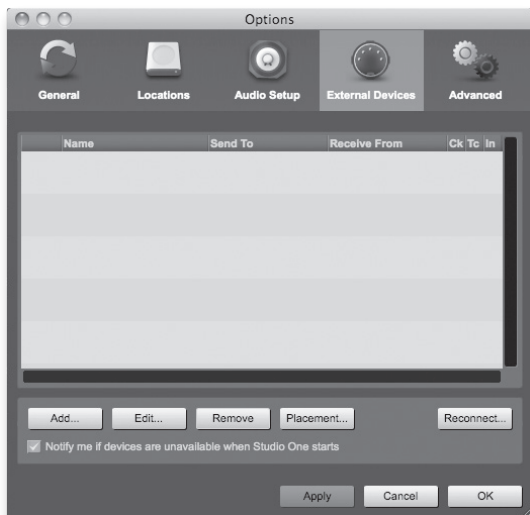 Options
General Locations Audio Setup External Devices Advanced
Name Send To Receive From Ck Tc In
Add... Edit... Remove Placement... Reconnect...
Notify me if devices are unavailable when Studio One starts
Apply Cancel OK